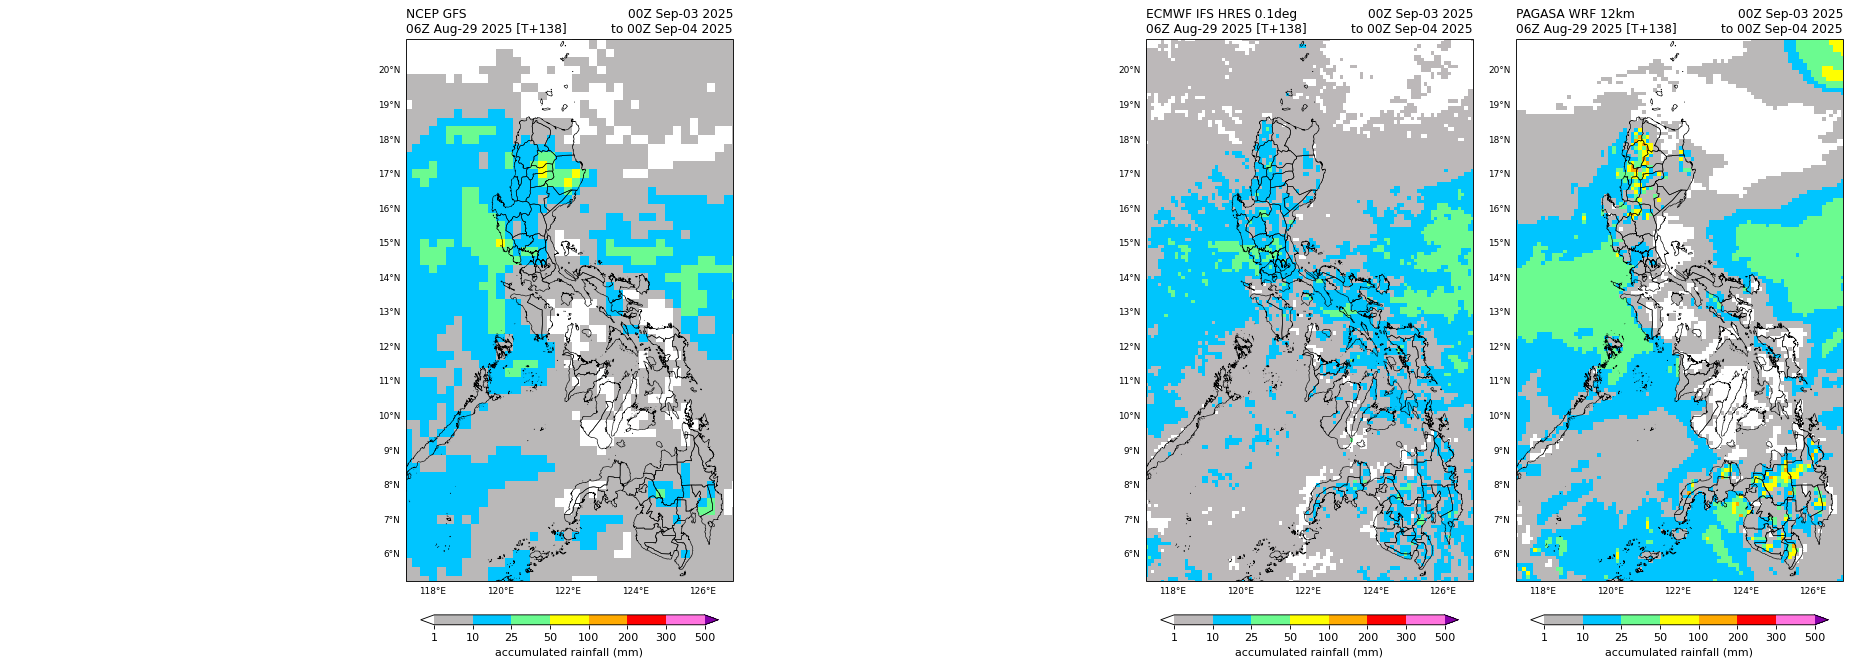 NCEP GFS 00Z Sep-03 2025
06Z Aug-29 2025 [T+138] to 00Z Sep-04 2025
20°N
19°N
18°N
17°N
16°N
15°N
14°N
13°N
12°N
11°N
10°N
9°N
8°N
7°N
6°N
118°E 120°E 122°E 124°E 126°E
1 10 25 50 100 200 300 500
accumulated rainfall (mm)
ECMWF IFS HRES 0.1deg 00Z Sep-03 2025
06Z Aug-29 2025 [T+138] to 00Z Sep-04 2025
20°N
19°N
18°N
17°N
16°N
15°N
14°N
13°N
12°N
11°N
10°N
9°N
8°N
7°N
6°N
118°E 120°E 122°E 124°E 126°E
1 10 25 50 100 200 300 500
accumulated rainfall (mm)
PAGASA WRF 12km 00Z Sep-03 2025
06Z Aug-29 2025 [T+138] to 00Z Sep-04 2025
20°N
19°N
18°N
17°N
16°N
15°N
14°N
13°N
12°N
11°N
10°N
9°N
8°N
7°N
6°N
118°E 120°E 122°E 124°E 126°E
1 10 25 50 100 200 300 500
accumulated rainfall (mm)